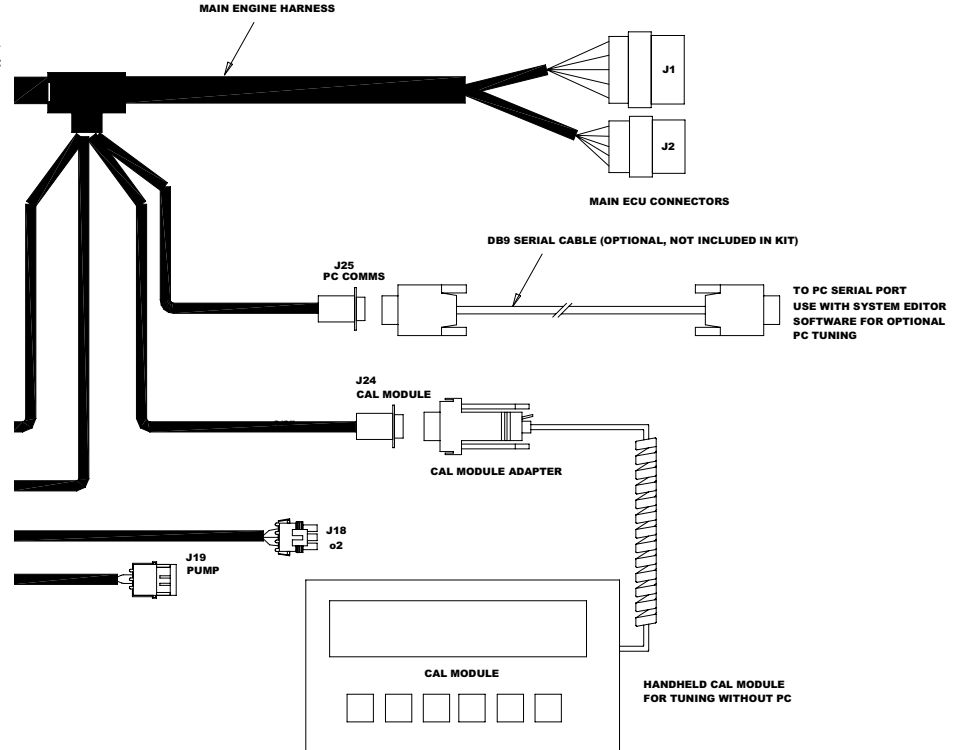 MAIN ENGINE HARNESS
J1
J2
MAIN ECU CONNECTORS
DB9 SERIAL CABLE (OPTIONAL, NOT INCLUDED IN KIT)
J25
PC COMMS
TO PC SERIAL PORT
USE WITH SYSTEM EDITOR
SOFTWARE FOR OPTIONAL
PC TUNING
J24
CAL MODULE
CAL MODULE ADAPTER
J18
o2
J19
PUMP
CAL MODULE
HANDHELD CAL MODULE
FOR TUNING WITHOUT PC